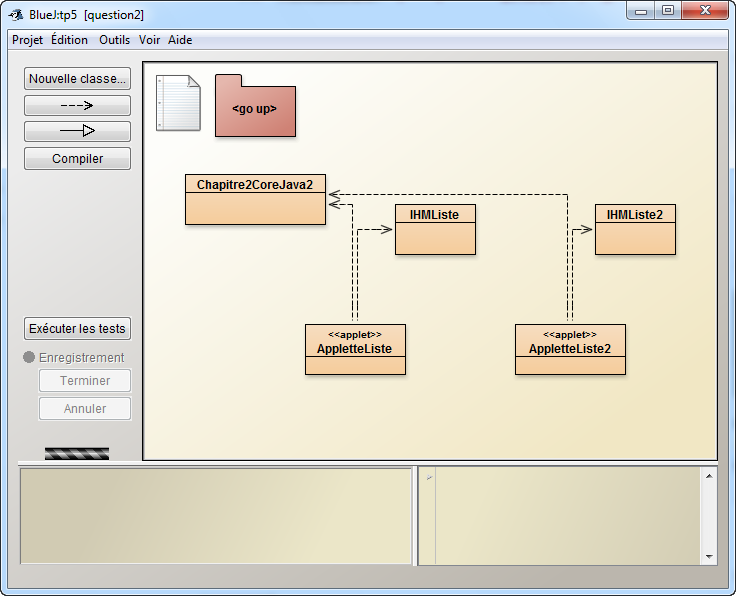 BlueJ:tp5 [question2]
Projet Édition Outils Voir Aide
Nouvelle classe...
Compiler
<go up>
Chapitre2CoreJava2
IHMListe
IHMListe2
<<applet>>
AppletteListe
<<applet>>
AppletteListe2
Exécuter les tests
Enregistrement
Terminer
Annuler